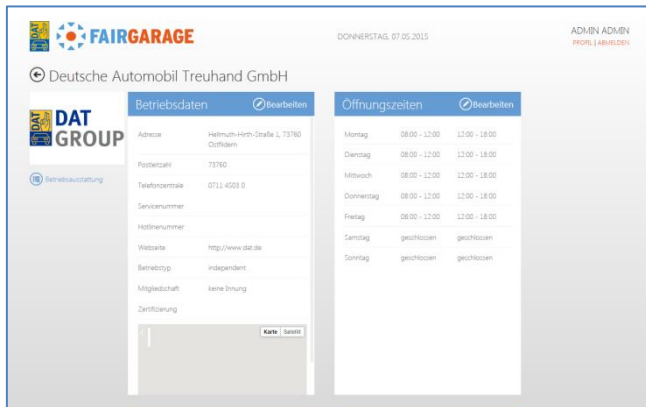 DAT
FAIRGARAGE
DONNERSTAG, 07.05.2015
ADMIN ADMIN
PROFIL | ABMELDEN
Deutsche Automobil Treuhand GmbH
DAT
DAT
GROUP
Betriebsausstattung
Betriebsdaten
Bearbeiten
Adresse Hellmuth-Hirth-Straße 1, 73760
Ostfildern
Postleitzahl 73760
Telefonzentrale 0711 4503 0
Servicenummer
Hotlinenummer
Webseite http://www.dat.de
Betriebstyp independent
Mitgliedschaft keine Innung
Zertifizierung
Karte Satellit
Öffnungszeiten
Bearbeiten
Montag 08:00 - 12:00 12:00 - 18:00
Dienstag 08:00 - 12:00 12:00 - 18:00
Mittwoch 08:00 - 12:00 12:00 - 18:00
Donnerstag 08:00 - 12:00 12:00 - 18:00
Freitag 08:00 - 12:00 12:00 - 18:00
Samstag geschlossen geschlossen
Sonntag geschlossen geschlossen